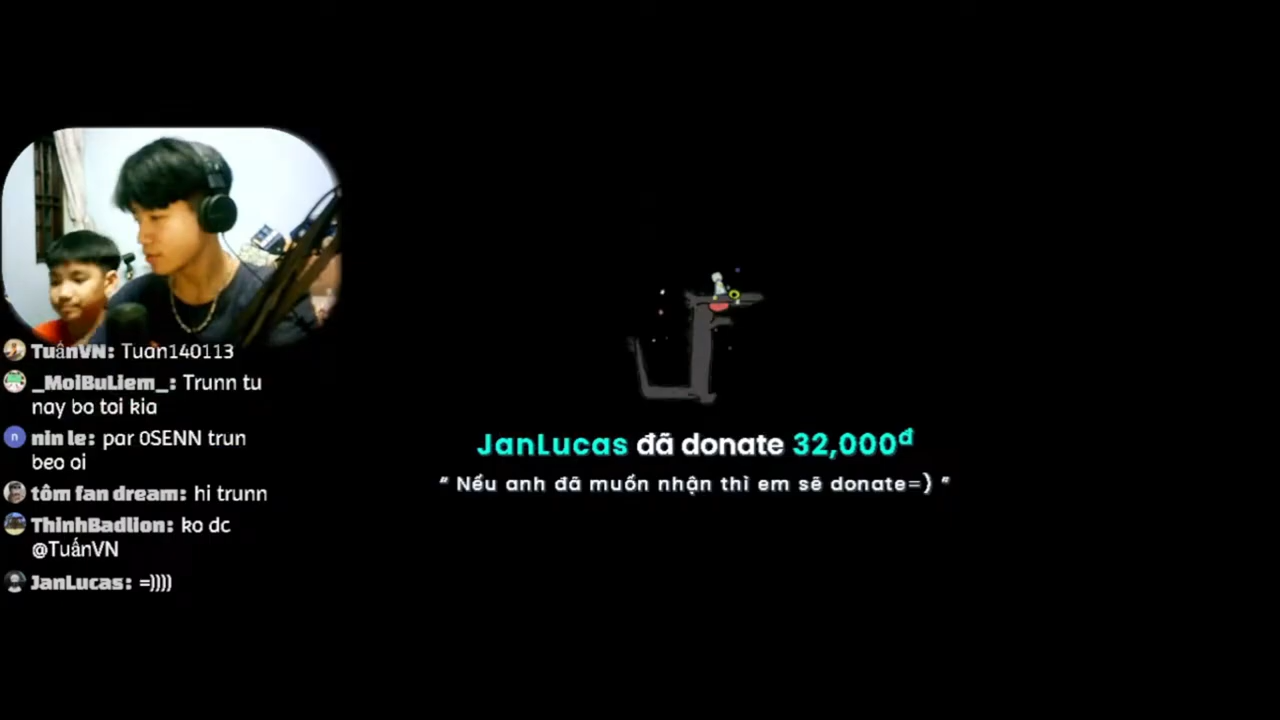 TuấnVN: Tuan140113
_MoiBuLiem_: Trunn tu
nay bo toi kia
n nin le: par 0SENN trun
beo oi
tôm fan dream: hi trunn
ThinhBadlion: ko dc
@TuấnVN
JanLucas: =))))
JanLucas đã donate 32,000đ
“ Nếu anh đã muốn nhận thì em sẽ donate=) ”